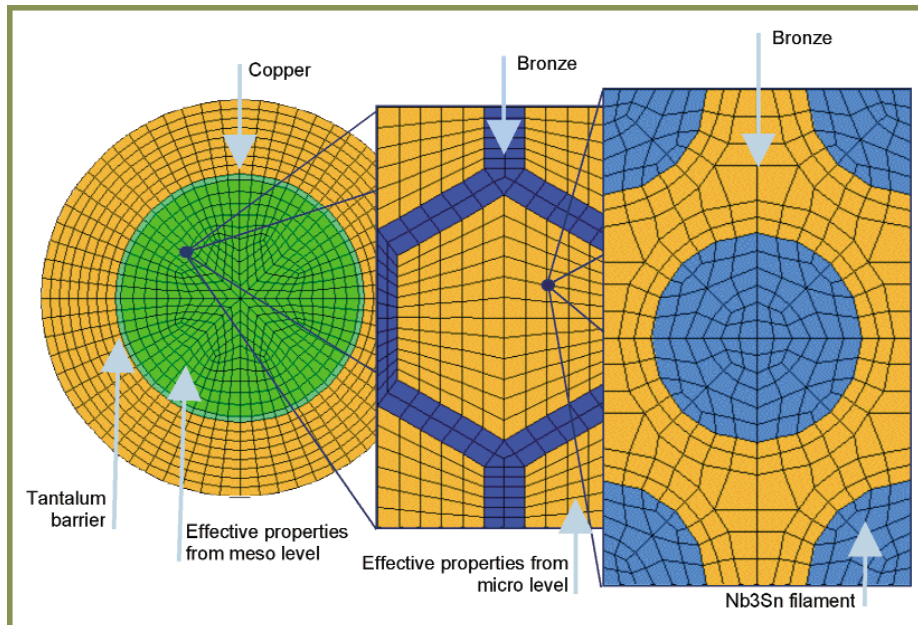 Copper
Bronze
Bronze
Tantalum
barrier
Effective properties
from meso level
Effective properties from
micro level
Nb3Sn filament